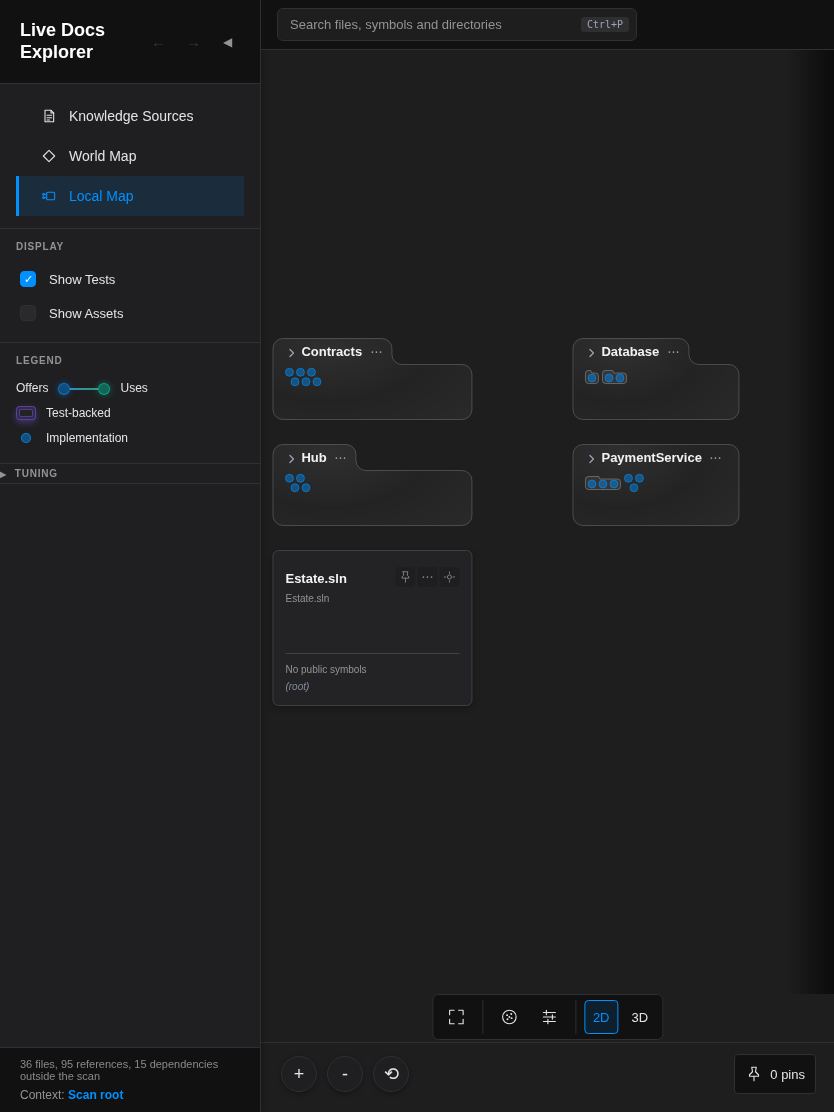 Live Docs
Explorer
← → ◀
Search files, symbols and directories
Ctrl+P
Knowledge Sources
World Map
Local Map
DISPLAY
✓ Show Tests
Show Assets
LEGEND
Offers Uses
Test-backed
Implementation
▶ TUNING
Contracts ···
Database ···
Hub ···
PaymentService ···
Estate.sln ···
Estate.sln
No public symbols
(root)
2D 3D
36 files, 95 references, 15 dependencies
outside the scan
Context: Scan root
+ - ⟲
0 pins